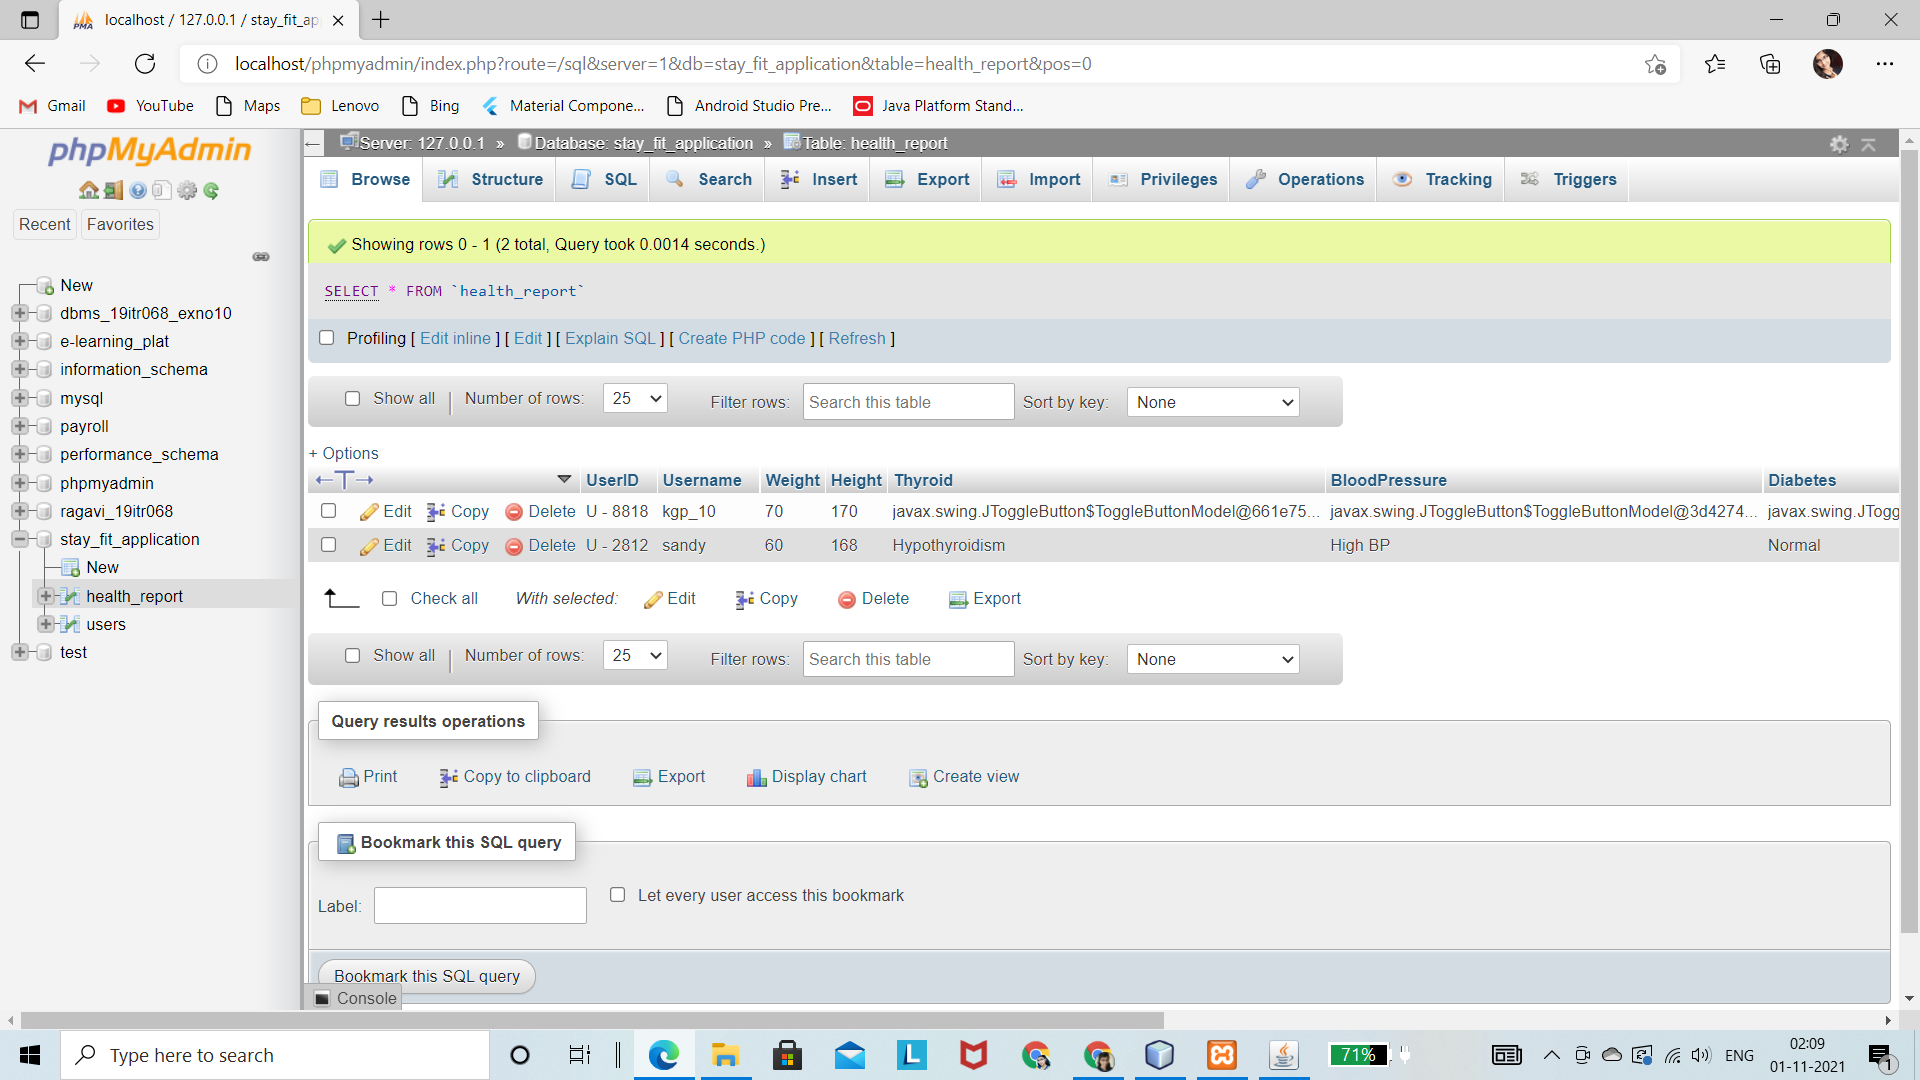 localhost / 127.0.0.1 / stay_fit_ap
localhost/phpmyadmin/index.php?route=/sql&server=1&db=stay_fit_application&table=health_report&pos=0
Gmail YouTube Maps Lenovo Bing Material Compone... Android Studio Pre... Java Platform Stand...
phpMyAdmin
Recent Favorites
New
dbms_19itr068_exno10
e-learning_plat
information_schema
mysql
payroll
performance_schema
phpmyadmin
ragavi_19itr068
stay_fit_application
New
health_report
users
test
Server: 127.0.0.1 » Database: stay_fit_application » Table: health_report
Browse Structure SQL Search Insert Export Import Privileges Operations Tracking Triggers
Showing rows 0 - 1 (2 total, Query took 0.0014 seconds.)
SELECT * FROM `health_report`
Profiling [ Edit inline ] [ Edit ] [ Explain SQL ] [ Create PHP code ] [ Refresh ]
Show all | Number of rows: 25 Filter rows: Search this table Sort by key: None
+ Options
UserID Username Weight Height Thyroid BloodPressure Diabetes
Edit Copy Delete U - 8818 kgp_10 70 170 javax.swing.JToggleButton$ToggleButtonModel@661e75... javax.swing.JToggleButton$ToggleButtonModel@3d4274... javax.swing.JTogg
Edit Copy Delete U - 2812 sandy 60 168 Hypothyroidism High BP Normal
Check all With selected: Edit Copy Delete Export
Show all | Number of rows: 25 Filter rows: Search this table Sort by key: None
Query results operations
Print Copy to clipboard Export Display chart Create view
Bookmark this SQL query
Label: Let every user access this bookmark
Bookmark this SQL query
Console
Type here to search
71%
ENG
02:09
01-11-2021
1